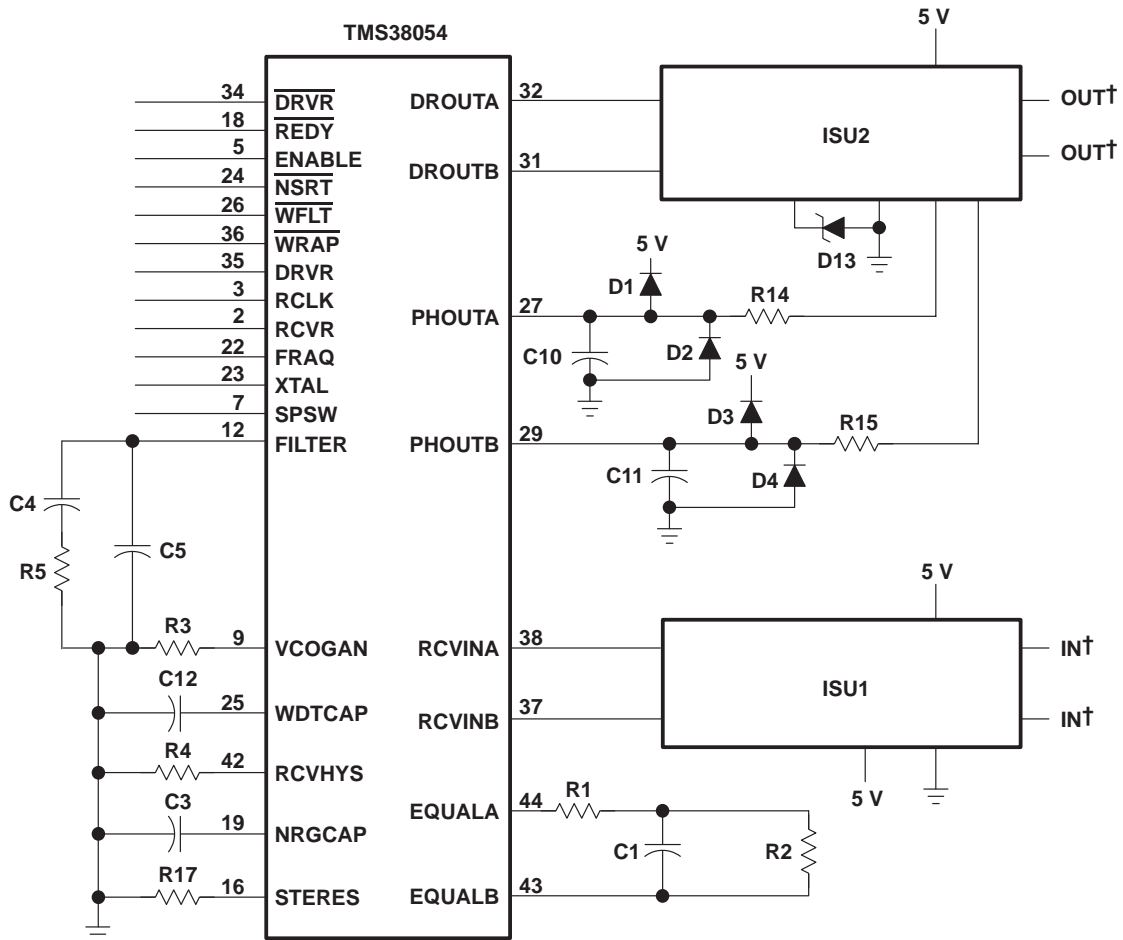 TMS38054
5 V
34 DRVR DROUTA 32 OUT†
18 REDY
5 ENABLE ISU2
24 NSRT DROUTB 31 OUT†
26 WFLT
36 WRAP 5 V D13
35 DRVR D1 R14
3 RCLK PHOUTA 27
2 RCVR
22 FRAQ C10 D2 5 V
23 XTAL
7 SPSW D3 R15
12 FILTER PHOUTB 29
C4 C11 D4
C5
R5 5 V
R3 9 VCOGAN RCVINA 38 IN†
C12 ISU1
25 WDTCAP RCVINB 37 IN†
R4 42 RCVHYS
5 V
C3 EQUALA 44 R1
19 NRGCAP C1 R2
R17 16 STERES EQUALB 43